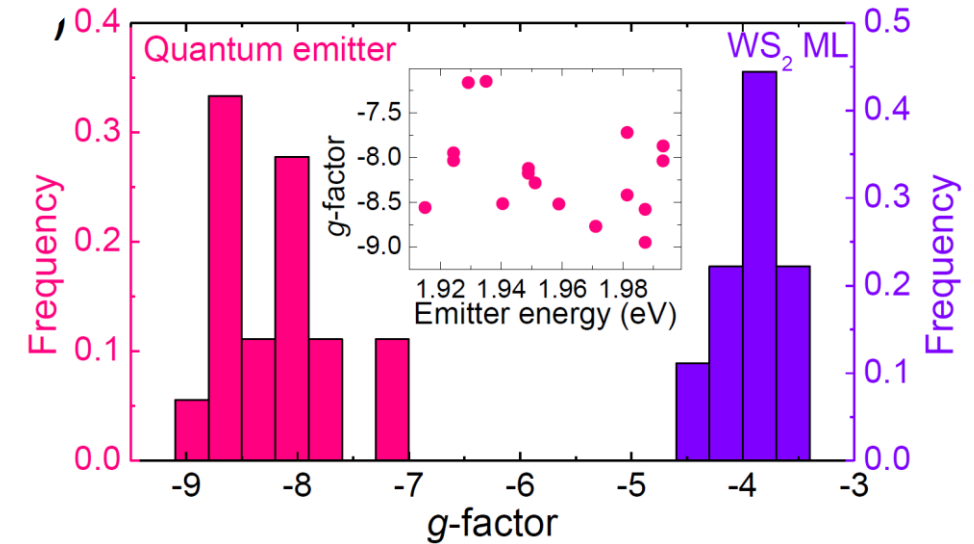 0.4
0.3
0.2
0.1
0.0
Frequency
Quantum emitter
WS2 ML
0.5
0.4
0.3
0.2
0.1
0.0
Frequency
-7.5
-8.0
-8.5
-9.0
g-factor
1.92 1.94 1.96 1.98
Emitter energy (eV)
-9 -8 -7 -6 -5 -4 -3
g-factor